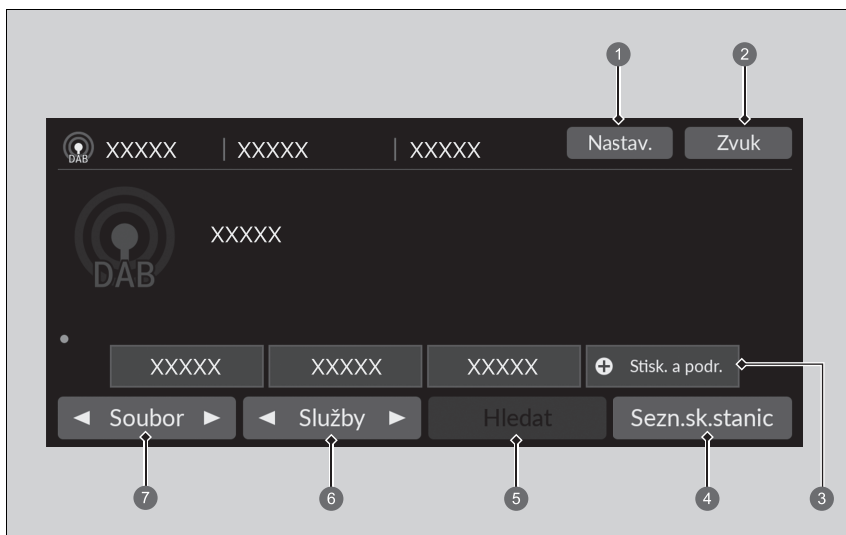 1 2
DAB XXXXX | XXXXX | XXXXX Nastav. Zvuk
DAB XXXXX
XXXXX XXXXX XXXXX Stisk. a podr.
◄ Soubor ► ◄ Služby ► Hledat Sezn.sk.stanic
7 6 5 4 3